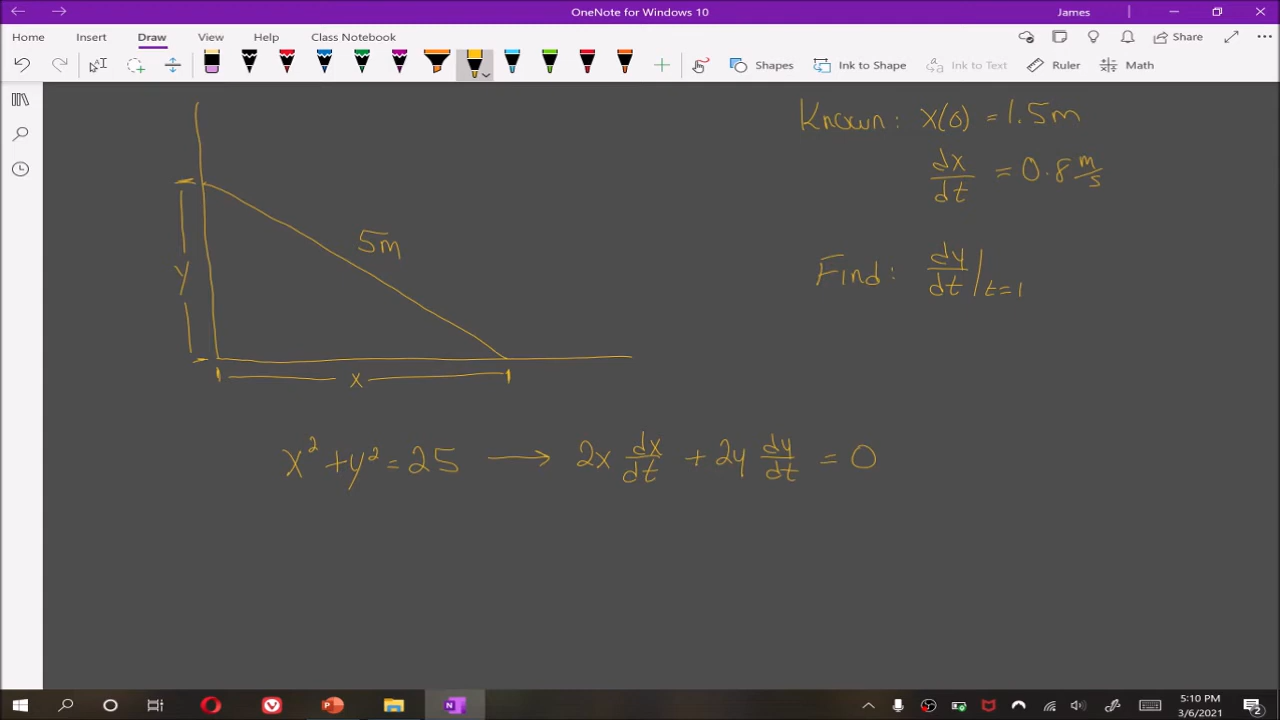 OneNote for Windows 10
James
Home Insert Draw View Help Class Notebook
Share
Shapes Ink to Shape Ink to Text Ruler Math
Known: x(0) = 1.5m
dx/dt = 0.8 m/s
Find: dy/dt | t=1
5m
y
x
x² + y² = 25 → 2x dx/dt + 2y dy/dt = 0
5:10 PM
3/6/2021
2